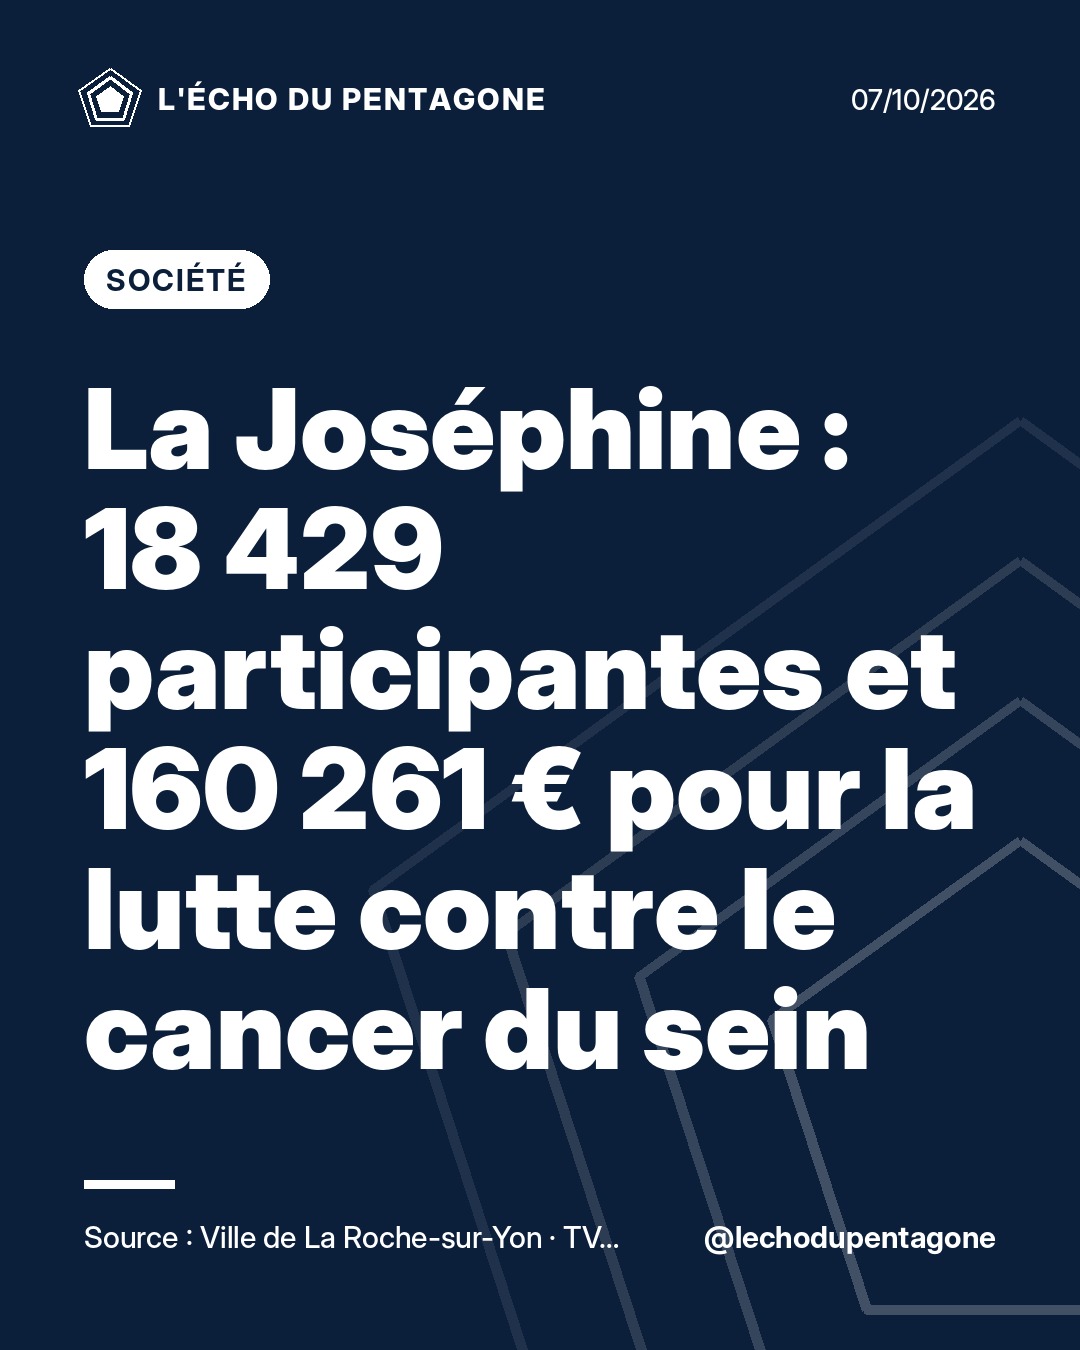 L'ÉCHO DU PENTAGONE
07/10/2026
SOCIÉTÉ
La Joséphine :
18 429
participantes et
160 261 € pour la
lutte contre le
cancer du sein
Source : Ville de La Roche-sur-Yon · TV...
@lechodupentagone